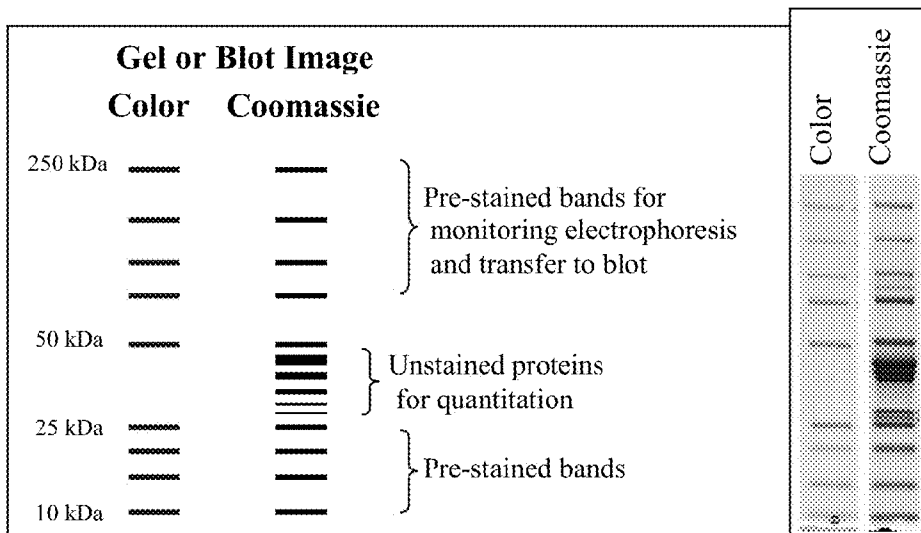 Gel or Blot Image
Color Coomassie
250 kDa
Pre-stained bands for
monitoring electrophoresis
and transfer to blot
50 kDa
Unstained proteins
for quantitation
25 kDa
Pre-stained bands
10 kDa
Color
Coomassie